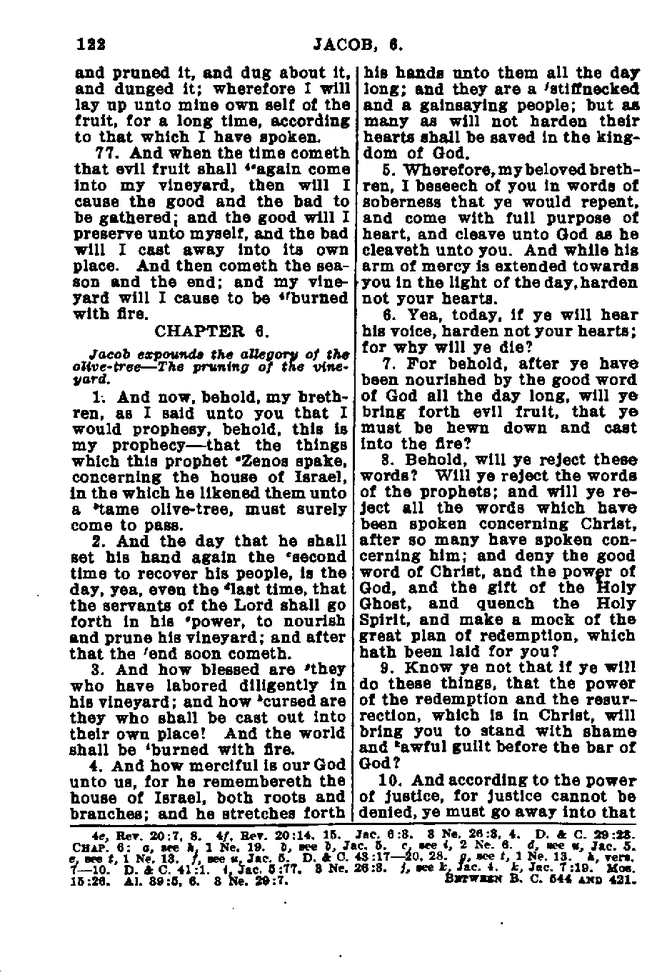 122
JACOB, 6.
and pruned it, and dug about it,
and dunged it; wherefore I will
lay up unto mine own self of the
fruit, for a long time, according
to that which I have spoken.
77. And when the time cometh
that evil fruit shall 4eagain come
into my vineyard, then will I
cause the good and the bad to
be gathered; and the good will I
preserve unto myself, and the bad
will I cast away into its own
place. And then cometh the sea-
son and the end; and my vine-
yard will I cause to be 4fburned
with fire.
CHAPTER 6.
Jacob expounds the allegory of the
olive-tree—The pruning of the vine-
yard.
1. And now, behold, my breth-
ren, as I said unto you that I
would prophesy, behold, this is
my prophecy—that the things
which this prophet aZenos spake,
concerning the house of Israel,
in the which he likened them unto
a btame olive-tree, must surely
come to pass.
2. And the day that he shall
set his hand again the csecond
time to recover his people, is the
day, yea, even the dlast time, that
the servants of the Lord shall go
forth in his epower, to nourish
and prune his vineyard; and after
that the fend soon cometh.
3. And how blessed are gthey
who have labored diligently in
his vineyard; and how hcursed are
they who shall be cast out into
their own place! And the world
shall be iburned with fire.
4. And how merciful is our God
unto us, for he remembereth the
house of Israel, both roots and
branches; and he stretches forth
his hands unto them all the day
long; and they are a jstiffnecked
and a gainsaying people; but as
many as will not harden their
hearts shall be saved in the king-
dom of God.
5. Wherefore, my beloved breth-
ren, I beseech of you in words of
soberness that ye would repent,
and come with full purpose of
heart, and cleave unto God as he
cleaveth unto you. And while his
arm of mercy is extended towards
you in the light of the day, harden
not your hearts.
6. Yea, today, if ye will hear
his voice, harden not your hearts;
for why will ye die?
7. For behold, after ye have
been nourished by the good word
of God all the day long, will ye
bring forth evil fruit, that ye
must be hewn down and cast
into the fire?
8. Behold, will ye reject these
words? Will ye reject the words
of the prophets; and will ye re-
ject all the words which have
been spoken concerning Christ,
after so many have spoken con-
cerning him; and deny the good
word of Christ, and the power of
God, and the gift of the Holy
Ghost, and quench the Holy
Spirit, and make a mock of the
great plan of redemption, which
hath been laid for you?
9. Know ye not that if ye will
do these things, that the power
of the redemption and the resur-
rection, which is in Christ, will
bring you to stand with shame
and kawful guilt before the bar of
God?
10. And according to the power
of justice, for justice cannot be
denied, ye must go away into that
4e, Rev. 20:7, 8. 4f, Rev. 20:14, 15. Jac. 6:3. 3 Ne. 26:3, 4. D. & C. 29:23-
CHAP. 6: a, see h, 1 Ne. 19. b, see b, Jac. 5. c, see i, 2 Ne. 6. d, see u, Jac. 5.
e, see t, 1 Ne. 13. f, see u, Jac. 5. D. & C. 43:17—20, 28. g, see t, 1 Ne. 13. h, vers.
7—10. D. & C. 41:1. i, Jac. 5:77. 3 Ne. 26:3. j, see k, Jac. 4. k, Jac. 7:19. Mos.
15:26. Al. 39:5, 6. 3 Ne. 29:7. BETWEEN B. C. 544 AND 421.